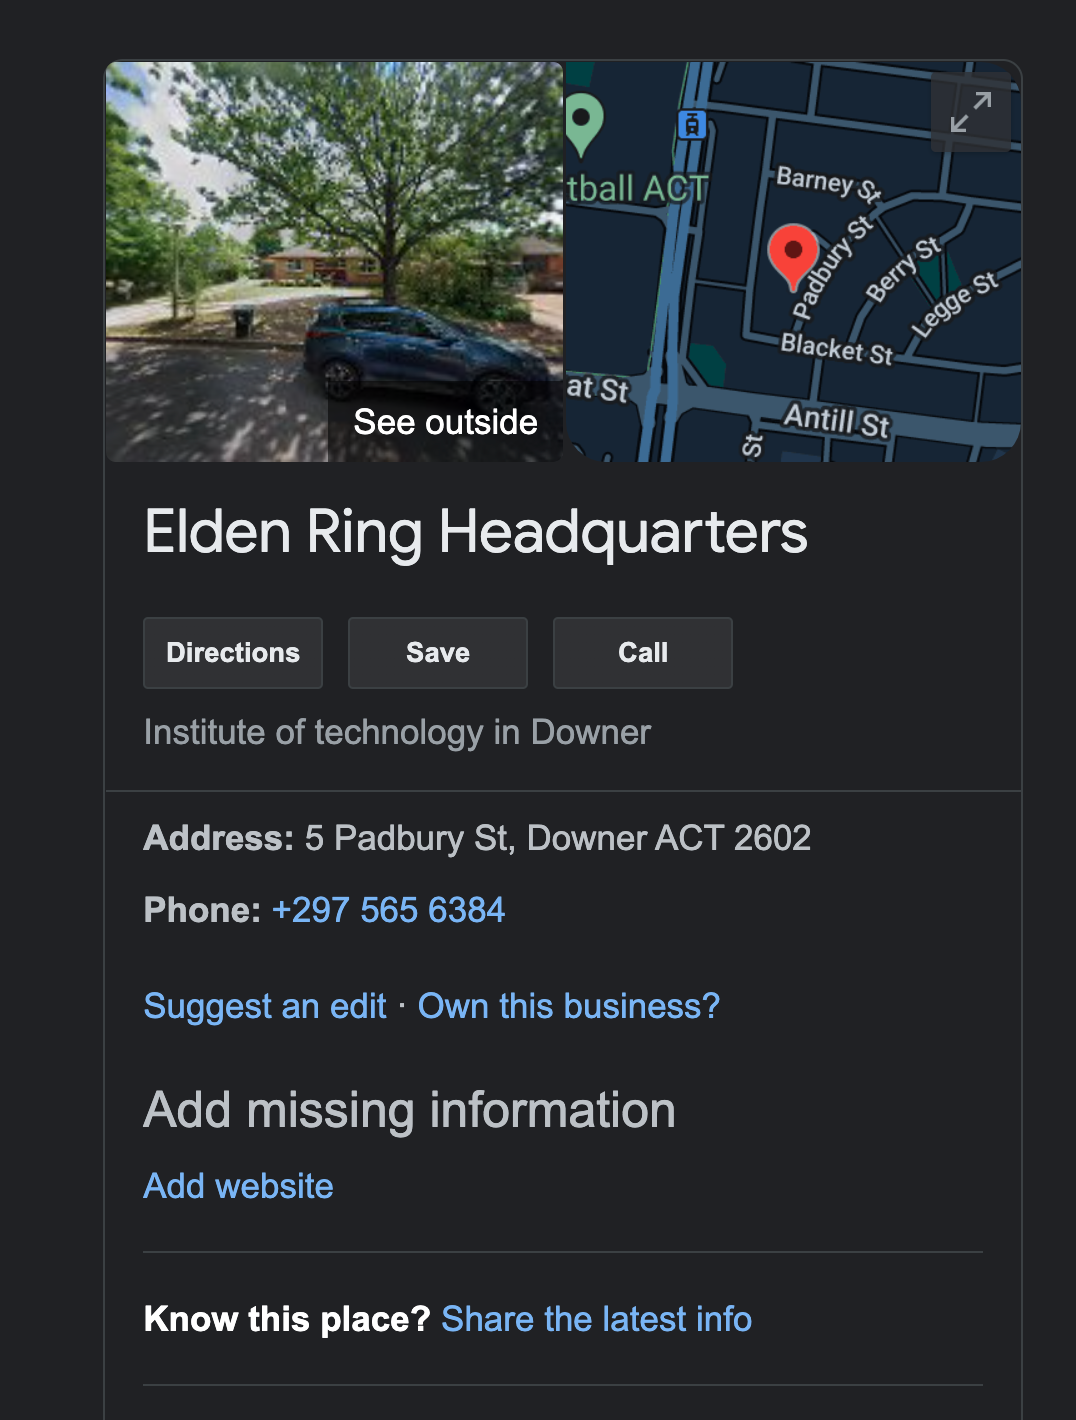 See outside
tball ACT
Barney St
Padbury St
Berry St
Legge St
Blacket St
at St
Antill St
St
Elden Ring Headquarters
Directions Save Call
Institute of technology in Downer
Address: 5 Padbury St, Downer ACT 2602
Phone: +297 565 6384
Suggest an edit · Own this business?
Add missing information
Add website
Know this place? Share the latest info